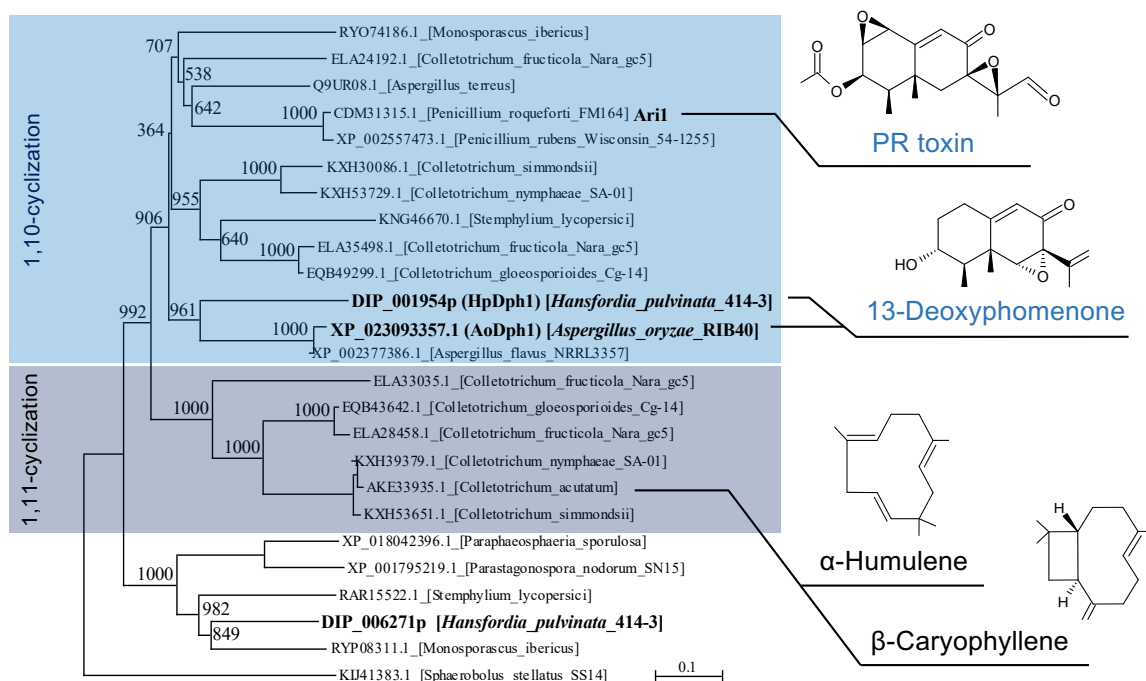 1,10-cyclization
1,11-cyclization
707
538
642
364
1000
955
1000
906
640
1000
992
961
1000
1000
1000
1000
1000
982
849
RYO74186.1_[Monosporascus_ibericus]
ELA24192.1_[Colletotrichum_fructicola_Nara_gc5]
Q9UR08.1_[Aspergillus_terreus]
CDM31315.1_[Penicillium_roqueforti_FM164] Ari1
XP_002557473.1_[Penicillium_rubens_Wisconsin_54-1255]
KXH30086.1_[Colletotrichum_simmondsii]
KXH53729.1_[Colletotrichum_nymphaeae_SA-01]
KNG46670.1_[Stemphylium_lycopersici]
ELA35498.1_[Colletotrichum_fructicola_Nara_gc5]
EQB49299.1_[Colletotrichum_gloeosporioides_Cg-14]
DIP_001954p (HpDph1) [Hansfordia_pulvinata_414-3]
XP_023093357.1 (AoDph1) [Aspergillus_oryzae_RIB40]
XP_002377386.1_[Aspergillus_flavus_NRRL3357]
ELA33035.1_[Colletotrichum_fructicola_Nara_gc5]
EQB43642.1_[Colletotrichum_gloeosporioides_Cg-14]
ELA28458.1_[Colletotrichum_fructicola_Nara_gc5]
KXH39379.1_[Colletotrichum_nymphaeae_SA-01]
AKE33935.1_[Colletotrichum_acutatum]
KXH53651.1_[Colletotrichum_simmondsii]
XP_018042396.1_[Paraphaeosphaeria_sporulosa]
XP_001795219.1_[Parastagonospora_nodorum_SN15]
RAR15522.1_[Stemphylium_lycopersici]
DIP_006271p [Hansfordia_pulvinata_414-3]
RYP08311.1_[Monosporascus_ibericus]
KIJ41383.1_[Sphaerobolus_stellatus_SS14]
0.1
O
O
O
O
O
O
PR toxin
O
HO
O
13-Deoxyphomenone
α-Humulene
H
H
β-Caryophyllene